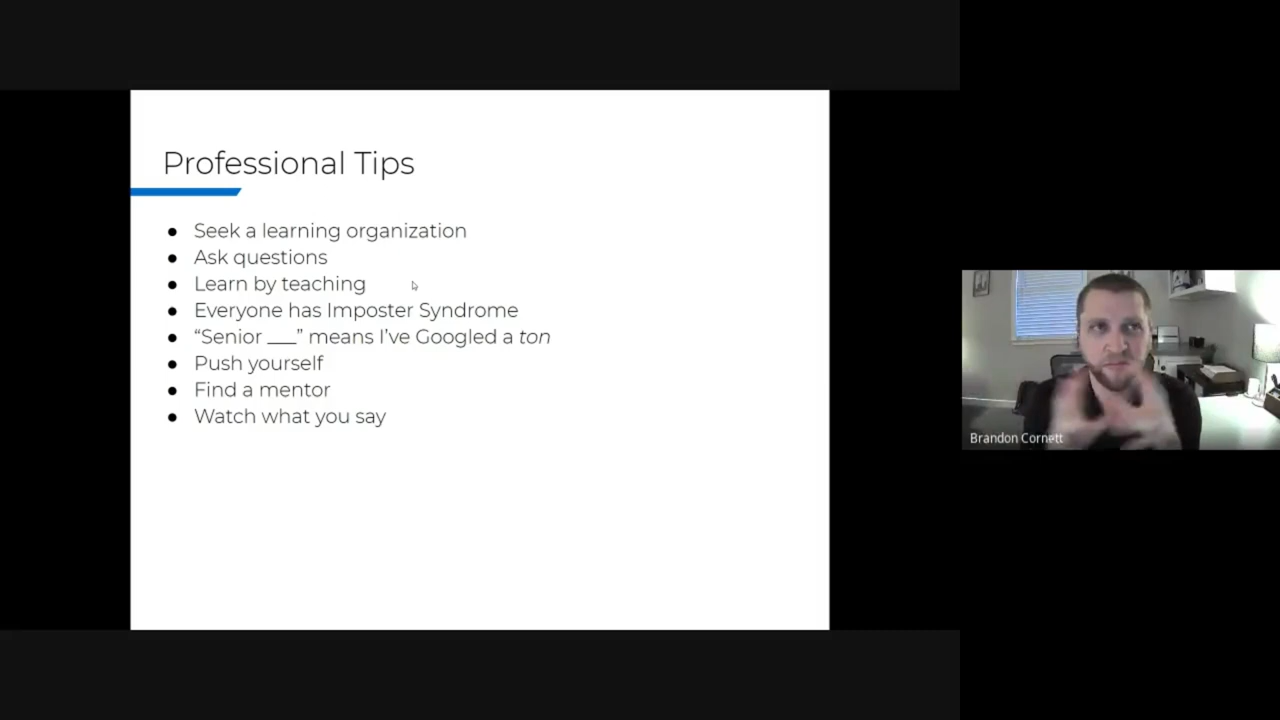 Professional Tips
● Seek a learning organization
● Ask questions
● Learn by teaching
● Everyone has Imposter Syndrome
● “Senior ___” means I’ve Googled a ton
● Push yourself
● Find a mentor
● Watch what you say
Brandon Cornett